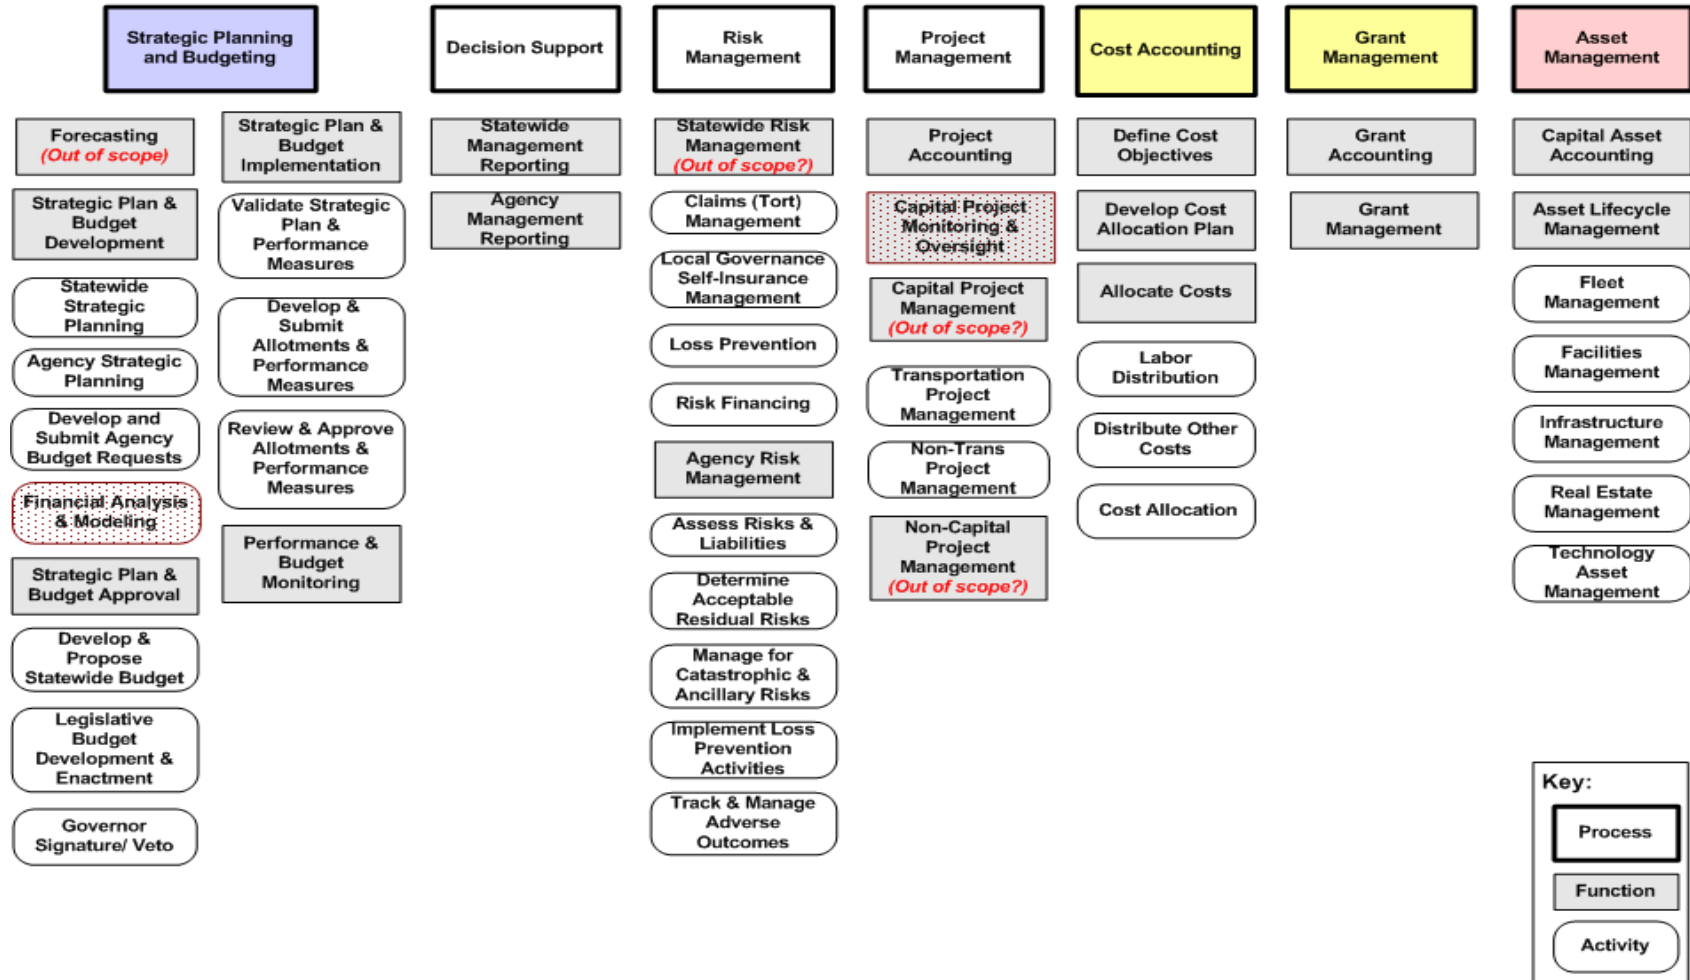 Strategic Planning
and Budgeting
Decision Support
Risk
Management
Project
Management
Cost Accounting
Grant
Management
Asset
Management
Forecasting
(Out of scope)
Strategic Plan &
Budget
Development
Statewide
Strategic
Planning
Agency Strategic
Planning
Develop and
Submit Agency
Budget Requests
Financial Analysis
& Modeling
Strategic Plan &
Budget Approval
Develop &
Propose
Statewide Budget
Legislative
Budget
Development &
Enactment
Governor
Signature/ Veto
Strategic Plan &
Budget
Implementation
Validate Strategic
Plan &
Performance
Measures
Develop &
Submit
Allotments &
Performance
Measures
Review & Approve
Allotments &
Performance
Measures
Performance &
Budget
Monitoring
Statewide
Management
Reporting
Agency
Management
Reporting
Statewide Risk
Management
(Out of scope?)
Claims (Tort)
Management
Local Governance
Self-Insurance
Management
Loss Prevention
Risk Financing
Agency Risk
Management
Assess Risks &
Liabilities
Determine
Acceptable
Residual Risks
Manage for
Catastrophic &
Ancillary Risks
Implement Loss
Prevention
Activities
Track & Manage
Adverse
Outcomes
Project
Accounting
Capital Project
Monitoring &
Oversight
Capital Project
Management
(Out of scope?)
Transportation
Project
Management
Non-Trans
Project
Management
Non-Capital
Project
Management
(Out of scope?)
Define Cost
Objectives
Develop Cost
Allocation Plan
Allocate Costs
Labor
Distribution
Distribute Other
Costs
Cost Allocation
Grant
Accounting
Grant
Management
Capital Asset
Accounting
Asset Lifecycle
Management
Fleet
Management
Facilities
Management
Infrastructure
Management
Real Estate
Management
Technology
Asset
Management
Key:
Process
Function
Activity